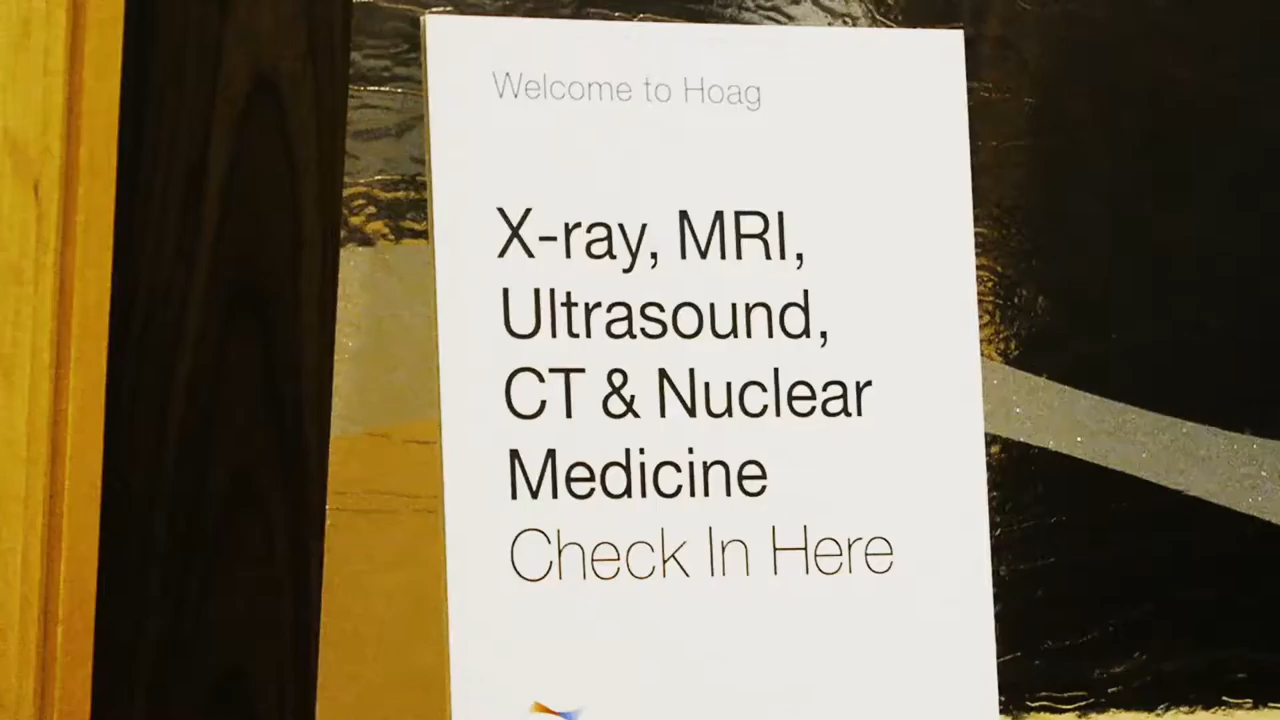 Welcome to Hoag
X-ray, MRI,
Ultrasound,
CT & Nuclear
Medicine
Check In Here